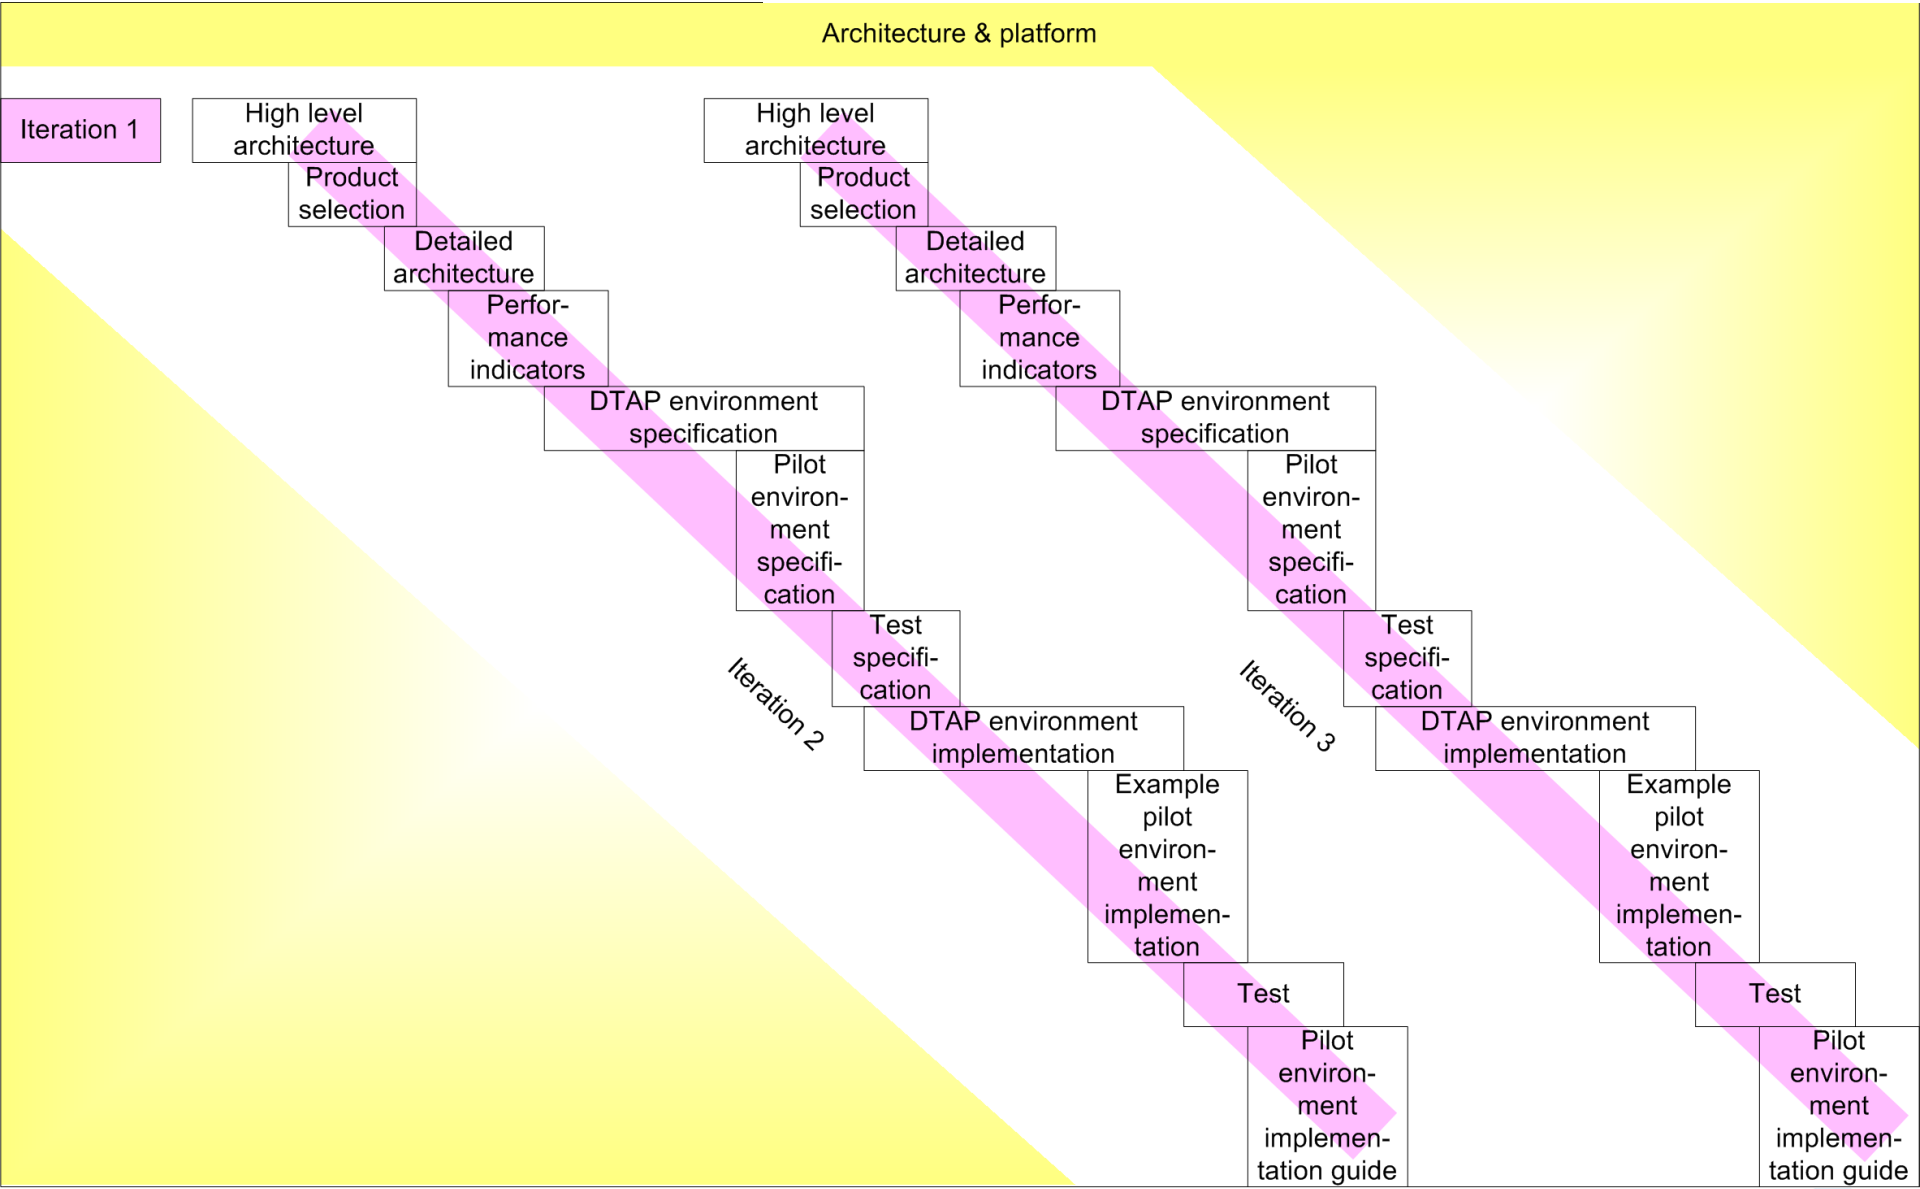 Architecture & platform
Iteration 1
High level
architecture
Product
selection
Detailed
architecture
Perfor-
mance
indicators
DTAP environment
specification
Pilot
environ-
ment
specifi-
cation
Test
specifi-
cation
Iteration 2
DTAP environment
implementation
Example
pilot
environ-
ment
implemen-
tation
Test
Pilot
environ-
ment
implemen-
tation guide
High level
architecture
Product
selection
Detailed
architecture
Perfor-
mance
indicators
DTAP environment
specification
Pilot
environ-
ment
specifi-
cation
Test
specifi-
cation
Iteration 3
DTAP environment
implementation
Example
pilot
environ-
ment
implemen-
tation
Test
Pilot
environ-
ment
implemen-
tation guide